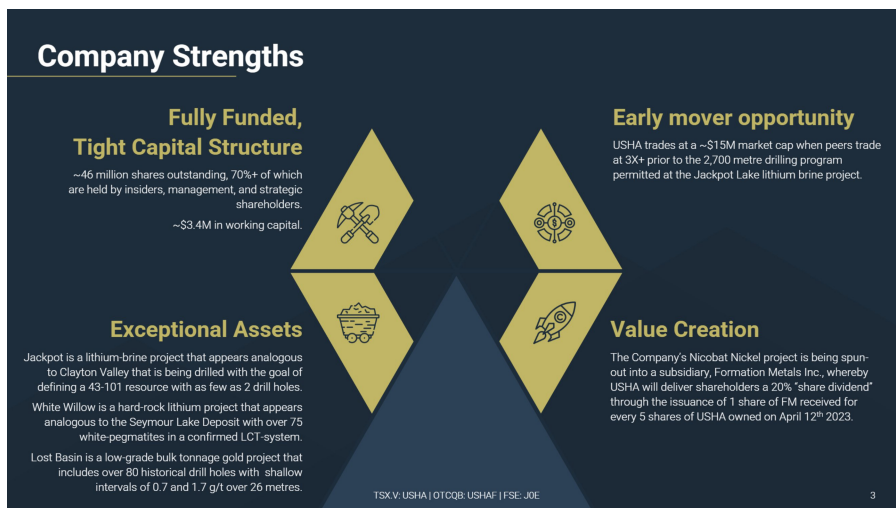 Company Strengths
Fully Funded,
Tight Capital Structure
~46 million shares outstanding, 70%+ of which
are held by insiders, management, and strategic
shareholders.
~$3.4M in working capital.
Early mover opportunity
USHA trades at a ~$15M market cap when peers trade
at 3X+ prior to the 2,700 metre drilling program
permitted at the Jackpot Lake lithium brine project.
Exceptional Assets
Jackpot is a lithium-brine project that appears analogous
to Clayton Valley that is being drilled with the goal of
defining a 43-101 resource with as few as 2 drill holes.
White Willow is a hard-rock lithium project that appears
analogous to the Seymour Lake Deposit with over 75
white-pegmatites in a confirmed LCT-system.
Lost Basin is a low-grade bulk tonnage gold project that
includes over 80 historical drill holes with shallow
intervals of 0.7 and 1.7 g/t over 26 metres.
Value Creation
The Company's Nicobat Nickel project is being spun-
out into a subsidiary, Formation Metals Inc., whereby
USHA will deliver shareholders a 20% "share dividend"
through the issuance of 1 share of FM received for
every 5 shares of USHA owned on April 12th 2023.
TSX.V: USHA | OTCQB: USHAF | FSE: J0E
3